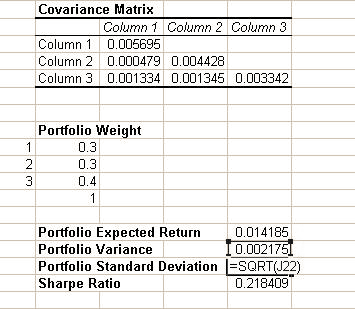 Covariance Matrix
Column 1 Column 2 Column 3
Column 1 0.005695
Column 2 0.000479 0.004428
Column 3 0.001334 0.001345 0.003342
Portfolio Weight
1 0.3
2 0.3
3 0.4
1
Portfolio Expected Return 0.014185
Portfolio Variance 0.002175
Portfolio Standard Deviation =SQRT(J22)
Sharpe Ratio 0.218409